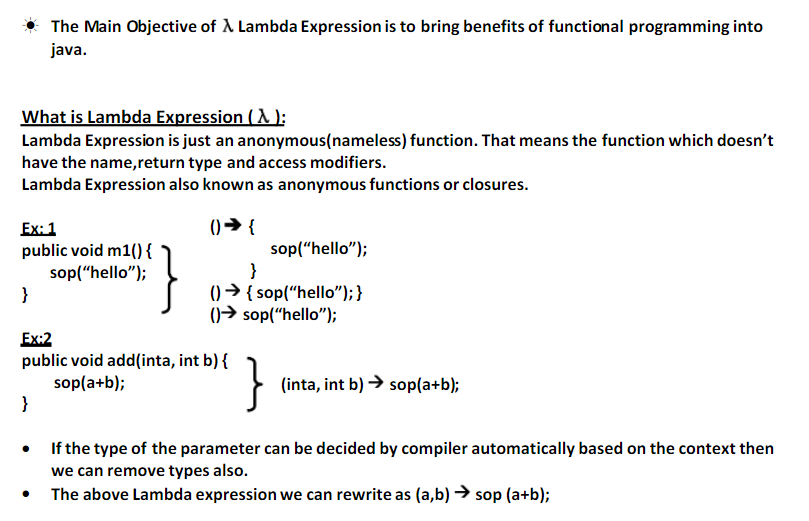 The Main Objective of λ Lambda Expression is to bring benefits of functional programming into
java.
What is Lambda Expression (λ):
Lambda Expression is just an anonymous(nameless) function. That means the function which doesn’t
have the name,return type and access modifiers.
Lambda Expression also known as anonymous functions or closures.
Ex: 1
public void m1() {
sop(“hello”);
}
() → {
sop(“hello”);
}
() → { sop(“hello”); }
()→ sop(“hello”);
Ex:2
public void add(inta, int b) {
sop(a+b);
}
(inta, int b) → sop(a+b);
• If the type of the parameter can be decided by compiler automatically based on the context then
we can remove types also.
• The above Lambda expression we can rewrite as (a,b) → sop (a+b);